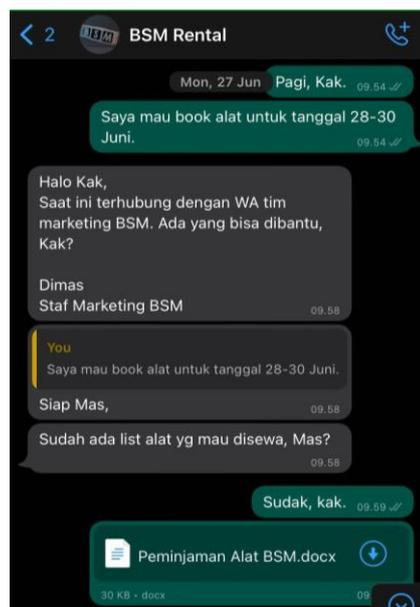 2
BSM
BSM Rental
Mon, 27 Jun
Pagi, Kak. 09.54
Saya mau book alat untuk tanggal 28-30
Juni.
09.54
Halo Kak,
Saat ini terhubung dengan WA tim
marketing BSM. Ada yang bisa dibantu,
Kak?
Dimas
Staf Marketing BSM
09.58
You
Saya mau book alat untuk tanggal 28-30 Juni.
Siap Mas,
09.58
Sudah ada list alat yg mau disewa, Mas?
09.58
Sudak, kak. 09.59
Peminjaman Alat BSM.docx
30 KB • docx
09